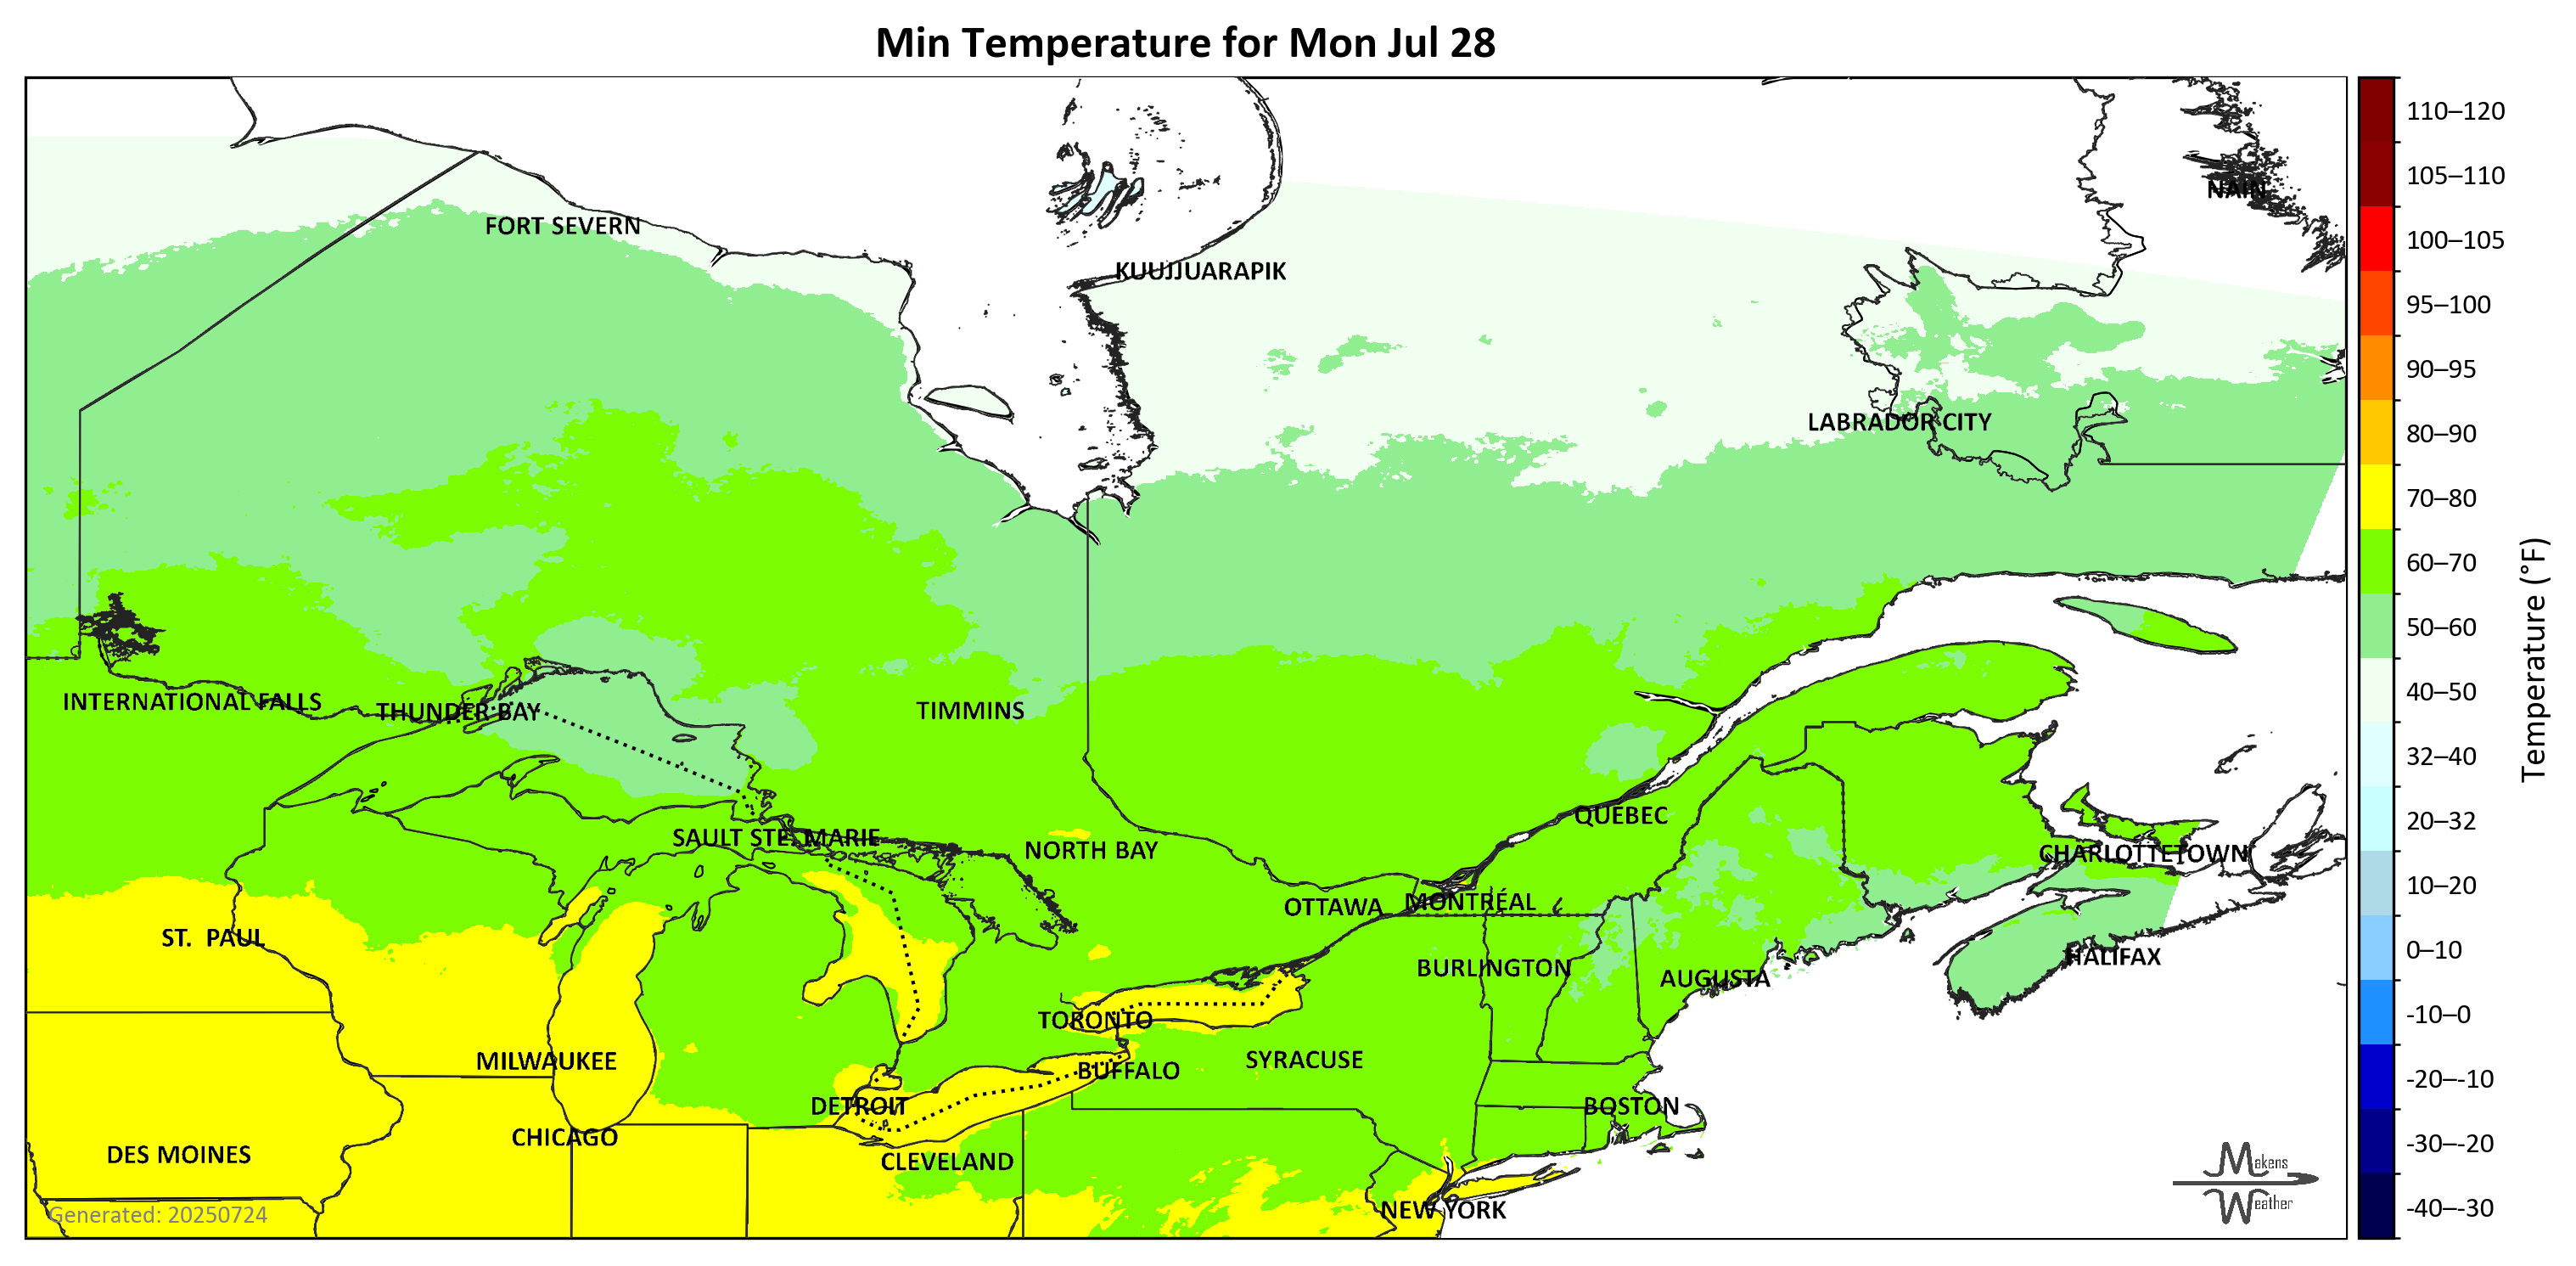 Min Temperature for Mon Jul 28
FORT SEVERN
KUUJJUARAPIK
NAIN
LABRADOR CITY
INTERNATIONAL FALLS
THUNDER BAY
TIMMINS
SAULT STE. MARIE
NORTH BAY
QUÉBEC
CHARLOTTETOWN
OTTAWA
MONTRÉAL
ST. PAUL
BURLINGTON
AUGUSTA
HALIFAX
TORONTO
MILWAUKEE
BUFFALO
SYRACUSE
DETROIT
BOSTON
CHICAGO
DES MOINES
CLEVELAND
NEW YORK
Generated: 20250724
Makens
Weather
110–120
105–110
100–105
95–100
90–95
80–90
70–80
60–70
50–60
40–50
32–40
20–32
10–20
0–10
-10–0
-20–-10
-30–-20
-40–-30
Temperature (°F)